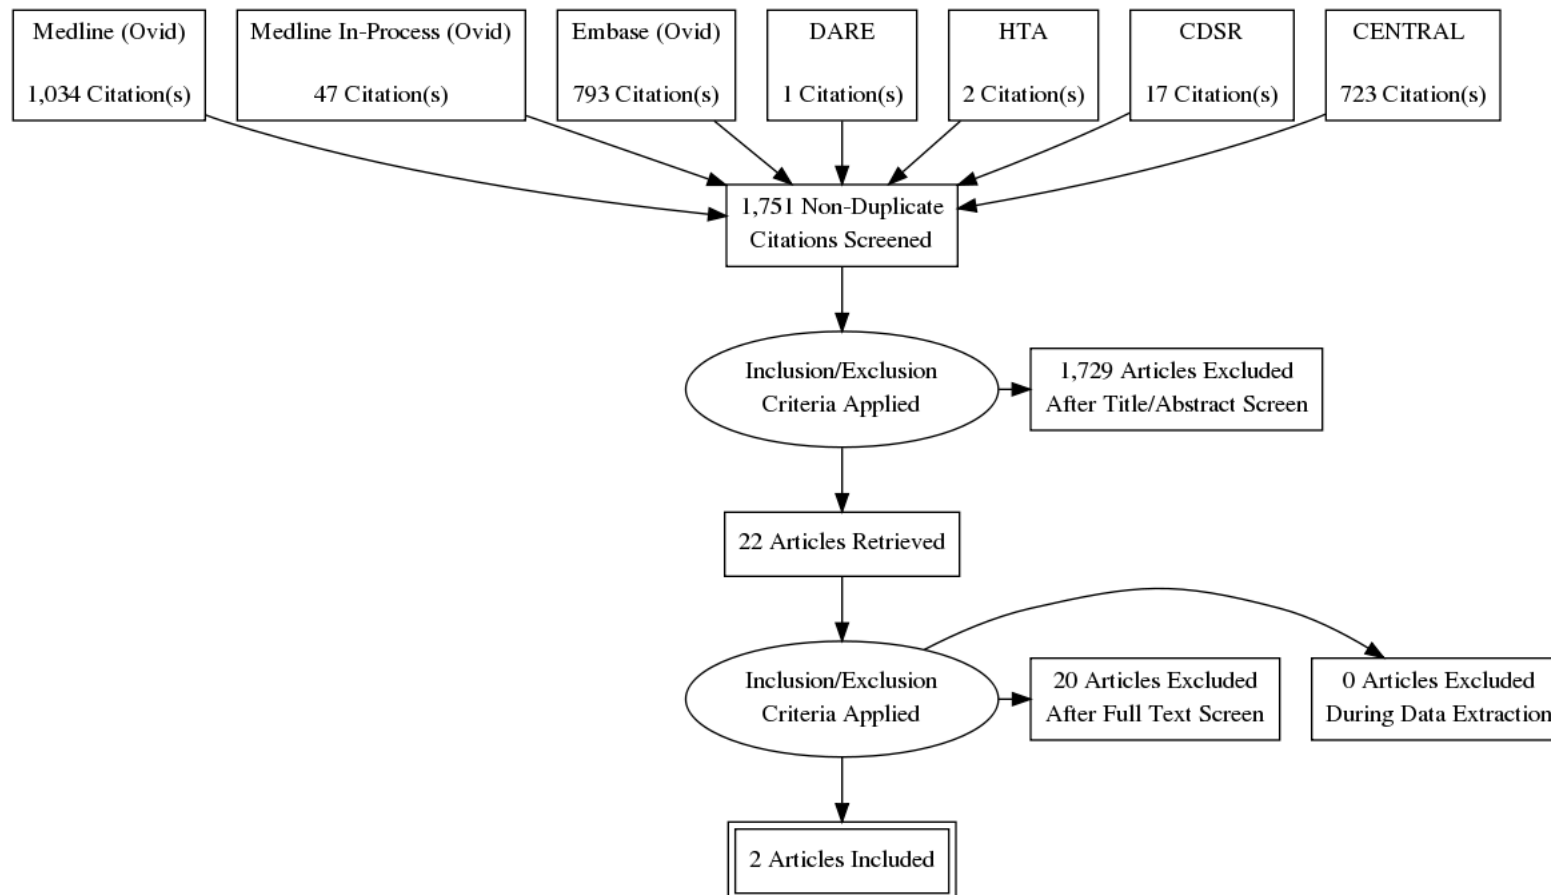 Medline (Ovid)
1,034 Citation(s)
Medline In-Process (Ovid)
47 Citation(s)
Embase (Ovid)
793 Citation(s)
DARE
1 Citation(s)
HTA
2 Citation(s)
CDSR
17 Citation(s)
CENTRAL
723 Citation(s)
1,751 Non-Duplicate
Citations Screened
Inclusion/Exclusion
Criteria Applied
1,729 Articles Excluded
After Title/Abstract Screen
22 Articles Retrieved
Inclusion/Exclusion
Criteria Applied
20 Articles Excluded
After Full Text Screen
0 Articles Excluded
During Data Extraction
2 Articles Included